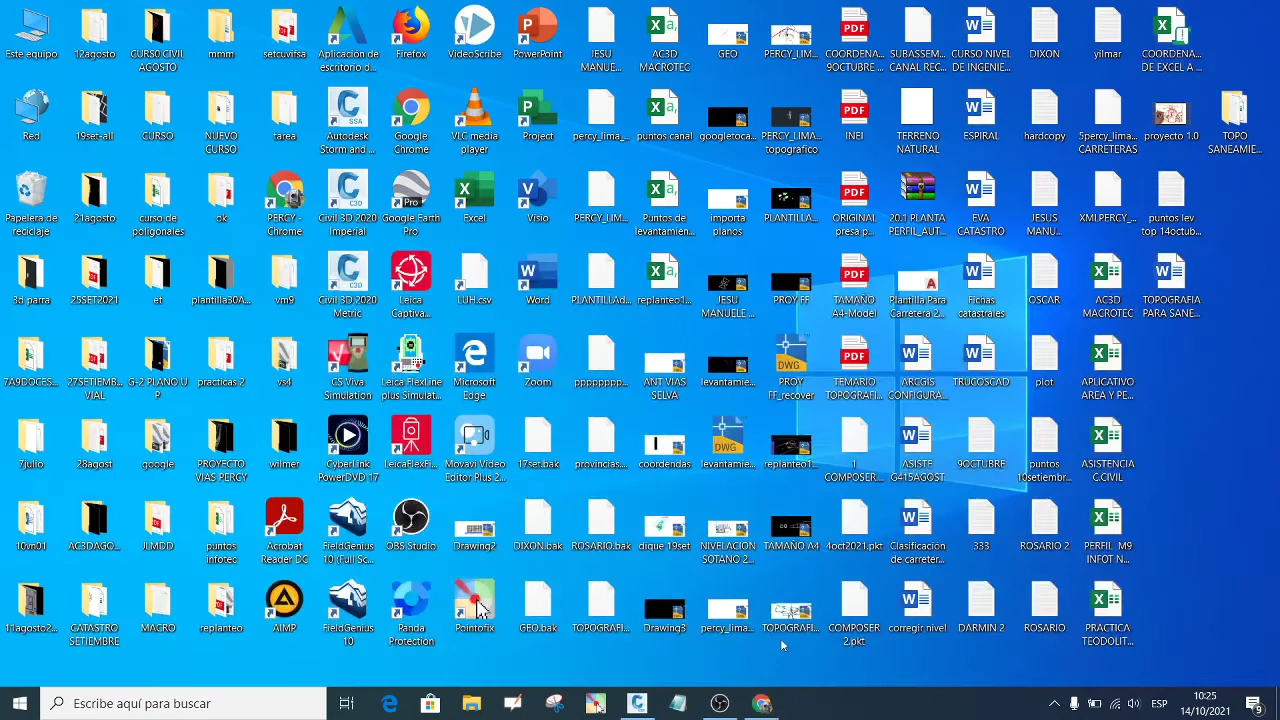 Este equipo
12agosto
CURSO CIVIL
AGOSTO
mmm
setcuvifsa
Aplicación de
escritorio d...
Firefox
VideoScribe
PowerPoint
JESU
MANUE...
AC3D
MACROTEC
GEO
PERCY_LIM...
COORDENA...
9OCTUBRE ...
SUBASSEM...
CANAL REC...
CURSO NIVEL
DE INGENIE...
DIXON
yilmar
COORDENA...
DE EXCEL A ...
Red
19set-all
CURSO
NUEVO
CURSO
tarea
Autodesk
Storm and ...
Google
Chrome
VLC media
player
Project
percy_lima_...
puntos canal
googletoca...
PERCY_LIMA...
topografico
INEI
TERRENO
NATURAL
ESPIRAL
hardcopy
5percy_lima...
CARRETERAS
proyecto 1.0
TOPO
SANEAMIE...
Papelera de
reciclaje
21agosto
curso de
poligonales
ok
PERCY -
Chrome
Civil 3D 2020
Imperial
Google Earth
Pro
Excel
Visio
PERCY_LIM...
Puntos de
levantamien...
importa
planos
PLANTILLA...
ORIGINAL
presa p...
20.1 PLANTA
PERFIL_AUT...
EVA
CATASTRO
JESUS
MANU...
XMLPERCY_...
puntos lev
top 14octub...
3d parra
25SET2021
et
plantilla30A...
vm9
Civil 3D 2020
Metric
Leica
Captiva...
LUH.csv
Word
PLANTILLAd...
replanteo1...
JESU
MANUELE ...
PROY FF
TAMAÑO
A4-Model
Plantilla Para
Carretera 2...
Fichas
catastrales
OSCAR
AC3D
MACROTEC
TOPOGRAFIA
PARA SANE...
7A9DOCES...
27SETIEMB...
VIAL
G-2 PLANO U
P
practicas 2
vs4
CS Viva
Simulation
Leica FlexLine
plus Simulat...
Microsoft
Edge
Zoom
pppppppp...
ANT VIAS
SELVA
levantamie...
PROY
FF_recover
TEMARIO
TOPOGRAFI...
ARCGIS
CONFIGURA...
TRUCOSCAD
plot
APLICATIVO
AREA Y PE...
7julio
28agost
google
PROYECTO
VIAS PERCY
wilmer
CyberLink
PowerDVD 17
LeicaFlexFi...
Movavi Video
Editor Plus 2...
17set.bak
provincias....
coordendas
levantamie...
replanteo1...
1
COMPOSER...
ASISTE
G415AGOST
9OCTUBRE
puntos
10setiembr...
ASISTENCIA
C.CIVIL
10vn01
AC3DAGO...
JLMDD
puntos
infotec
Acrobat
Reader DC
FieldGenius
10 (Full Sc...
OBS Studio
Drawing2
DIXON.bak
ROSARIO.bak
dique 19set
NIVELACION
SOTANO 2...
TAMAÑO A4
4oct2021.pkt
Clasificacion
de carreter...
333
ROSARIO 2
PERFIL M9
INFOT N...
11agosto2...
CATASTRO
SETIEMBRE
MACRO
replanteo
AIMP
FieldGenius
10
Panda
Protection
Pointofix
GEO.bak
TOPOGRAFI...
Drawing3
percy_lima...
TOPOGRAFI...
COMPOSER
2.pkt
corregir nivel
DARMIN 2
ROSARIO
PRACTICA
TEODOLIT...
Escribe aquí para buscar
ESP
10:25
14/10/2021